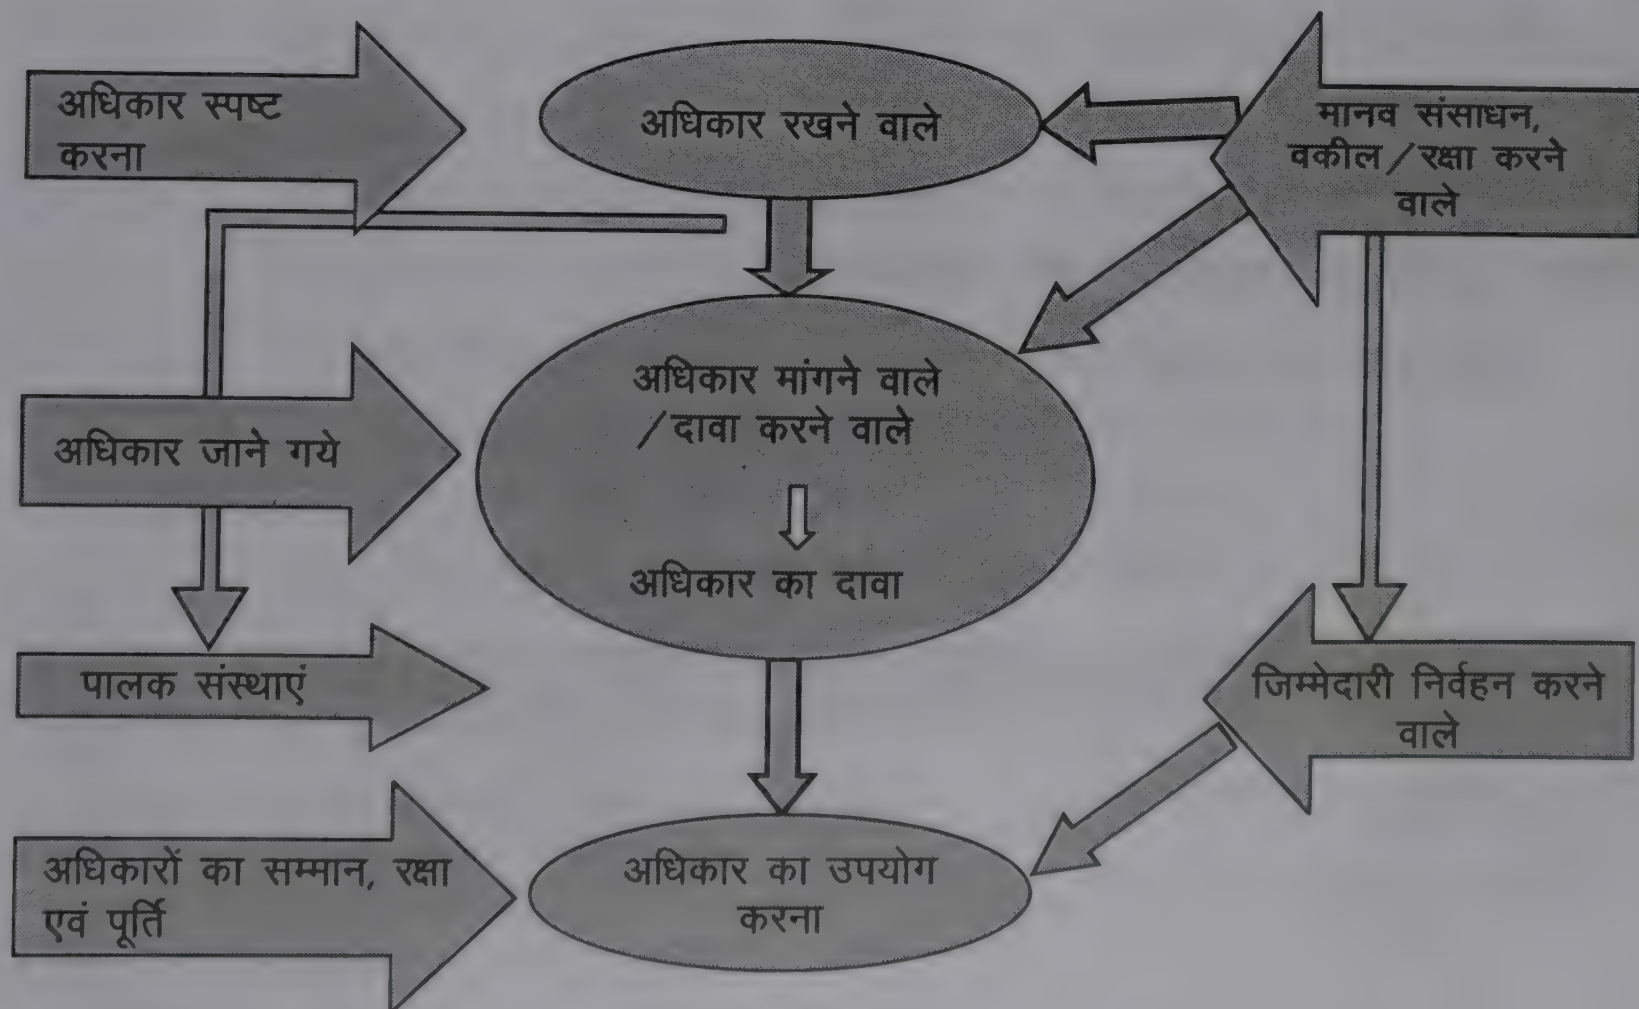 अधिकार स्पष्ट
करना
अधिकार रखने वाले
मानव संसाधन,
वकील/रक्षा करने
वाले
अधिकार जाने गये
अधिकार मांगने वाले
/दावा करने वाले
अधिकार का दावा
पालक संस्थाएं
जिम्मेदारी निर्वहन करने
वाले
अधिकारों का सम्मान, रक्षा
एवं पूर्ति
अधिकार का उपयोग
करना